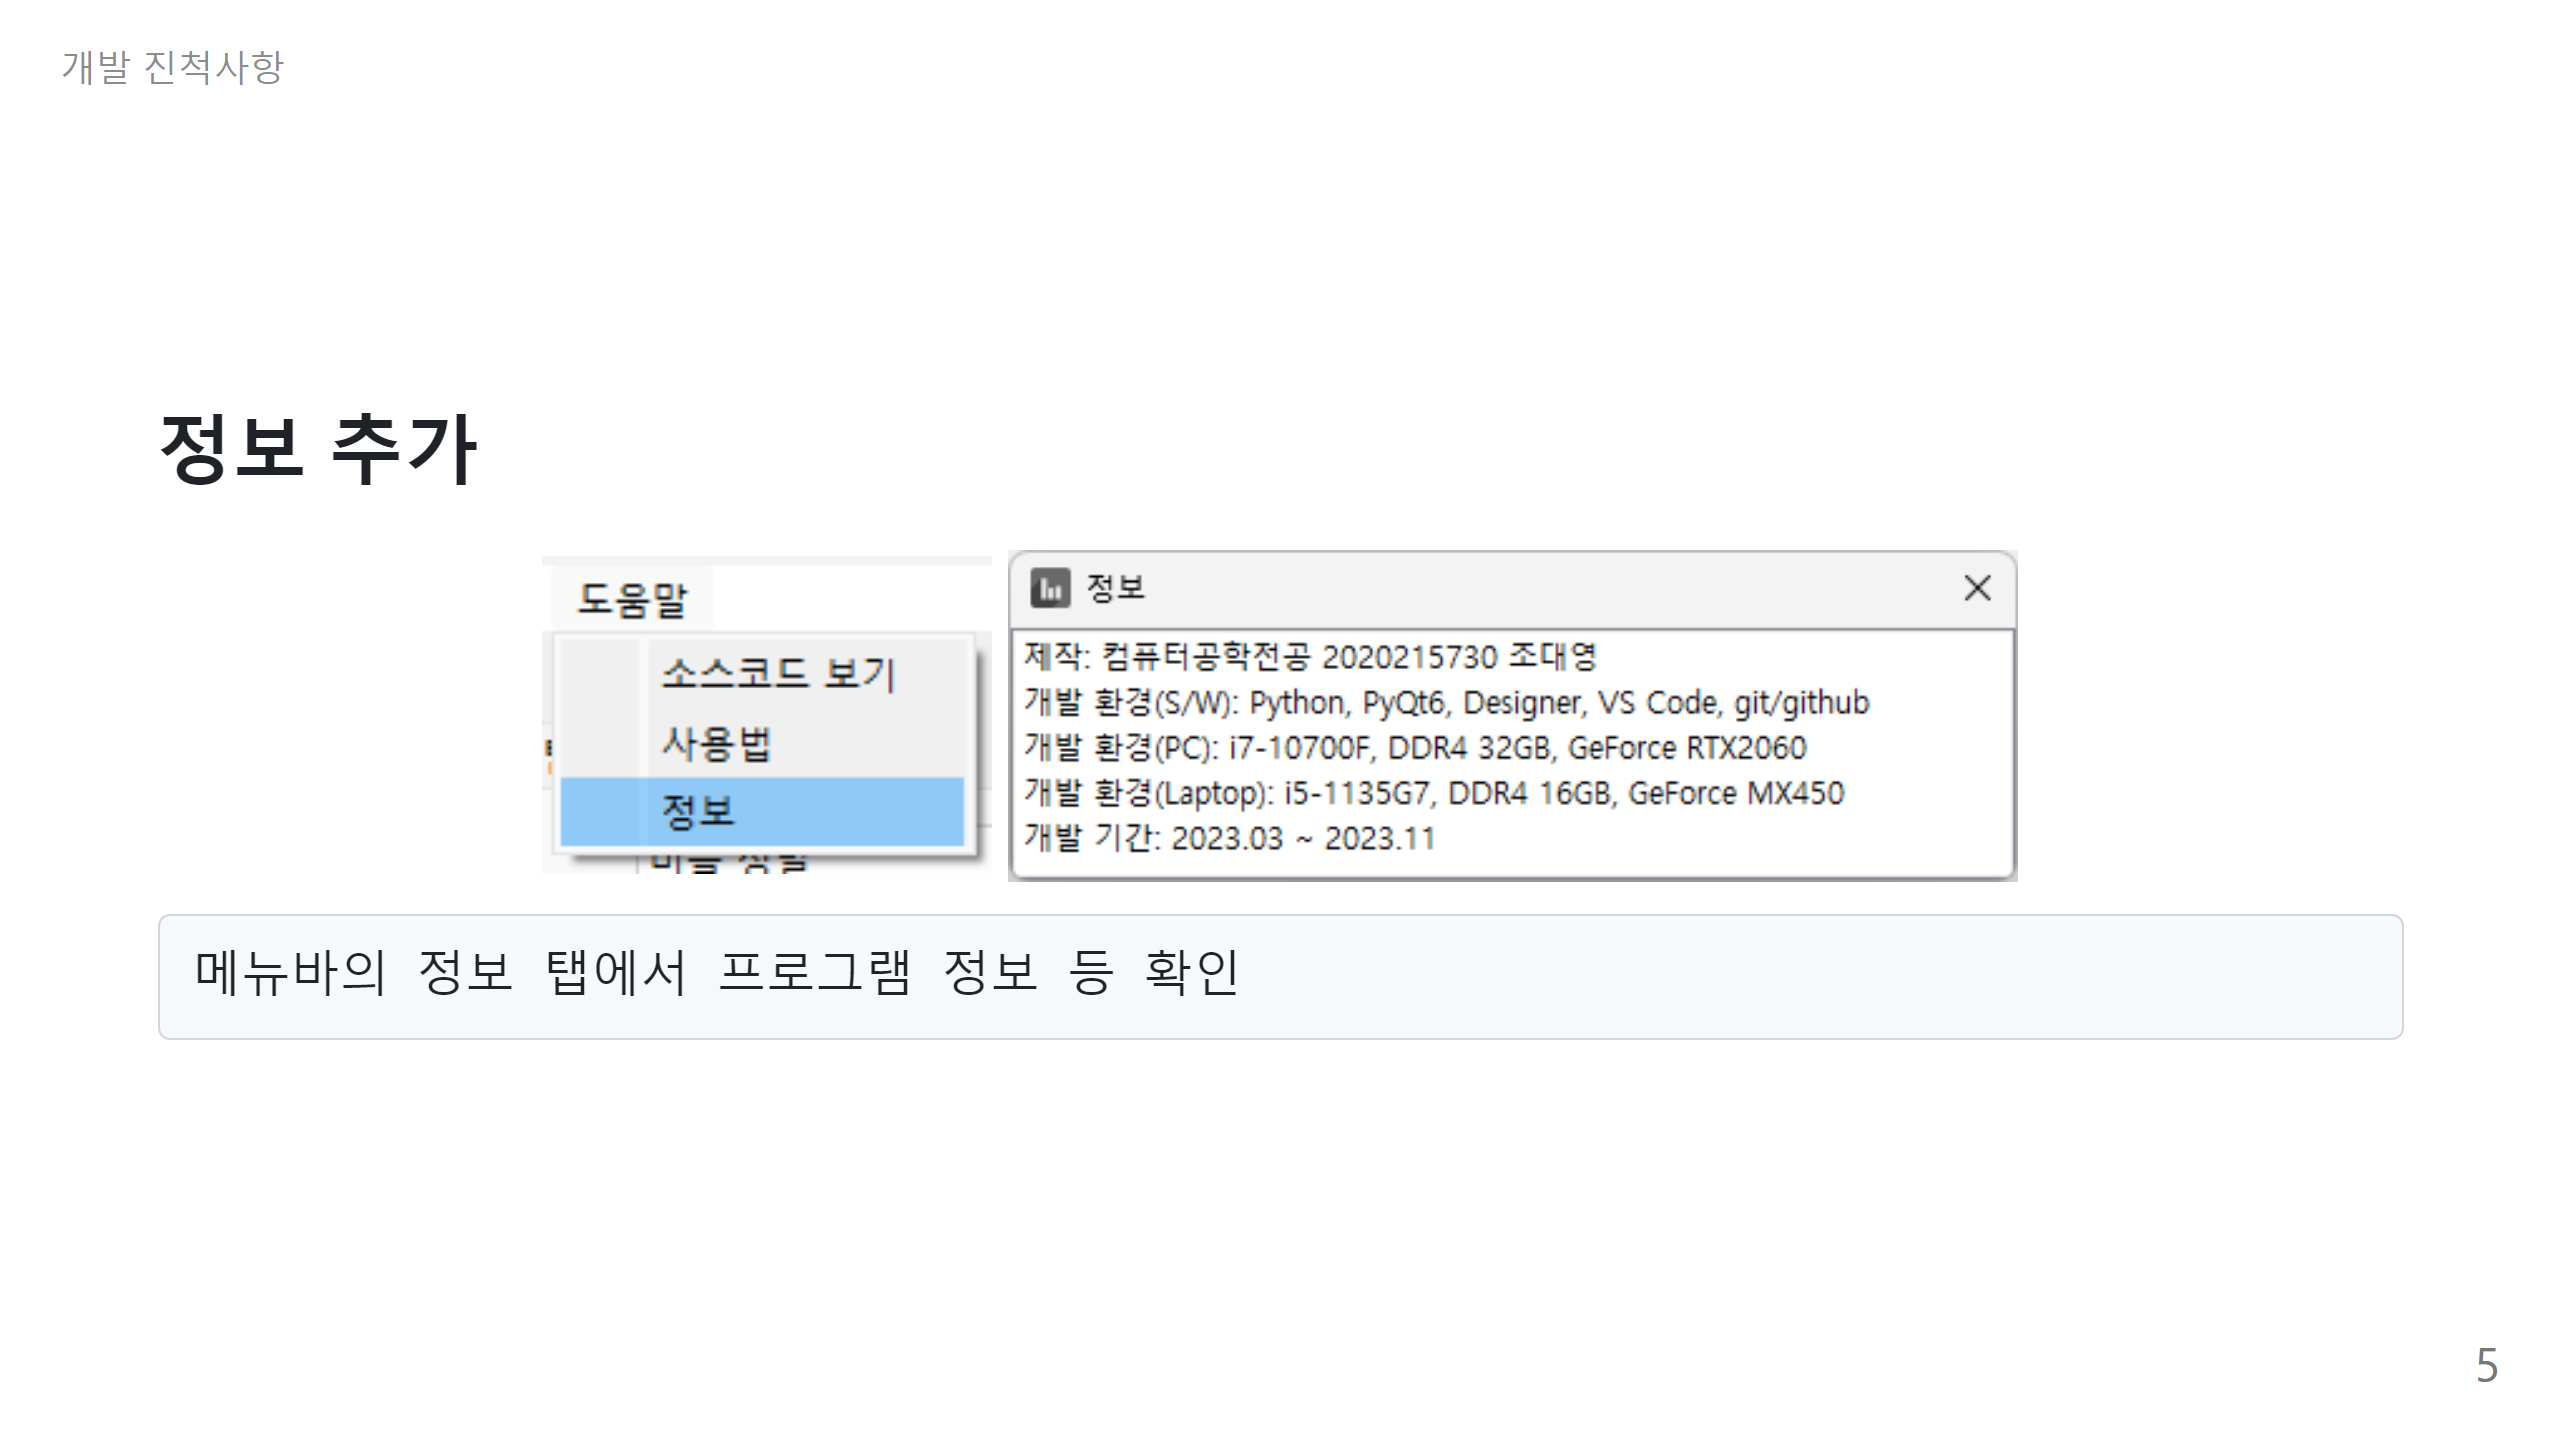 개발 진척사항
정보 추가
도움말
소스코드 보기
사용법
정보
정보
제작: 컴퓨터공학전공 2020215730 조대영
개발 환경(S/W): Python, PyQt6, Designer, VS Code, git/github
개발 환경(PC): i7-10700F, DDR4 32GB, GeForce RTX2060
개발 환경(Laptop): i5-1135G7, DDR4 16GB, GeForce MX450
개발 기간: 2023.03 ~ 2023.11
메뉴바의 정보 탭에서 프로그램 정보 등 확인
5